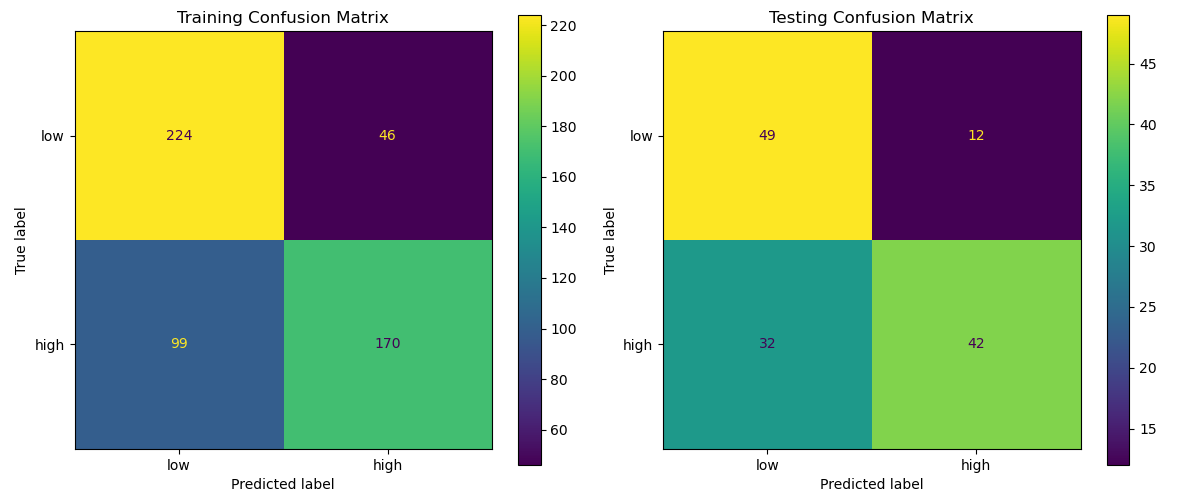 Training Confusion Matrix
True label
low
high
224
46
99
170
low
high
Predicted label
220
200
180
160
140
120
100
80
60
Testing Confusion Matrix
True label
low
high
49
12
32
42
low
high
Predicted label
45
40
35
30
25
20
15